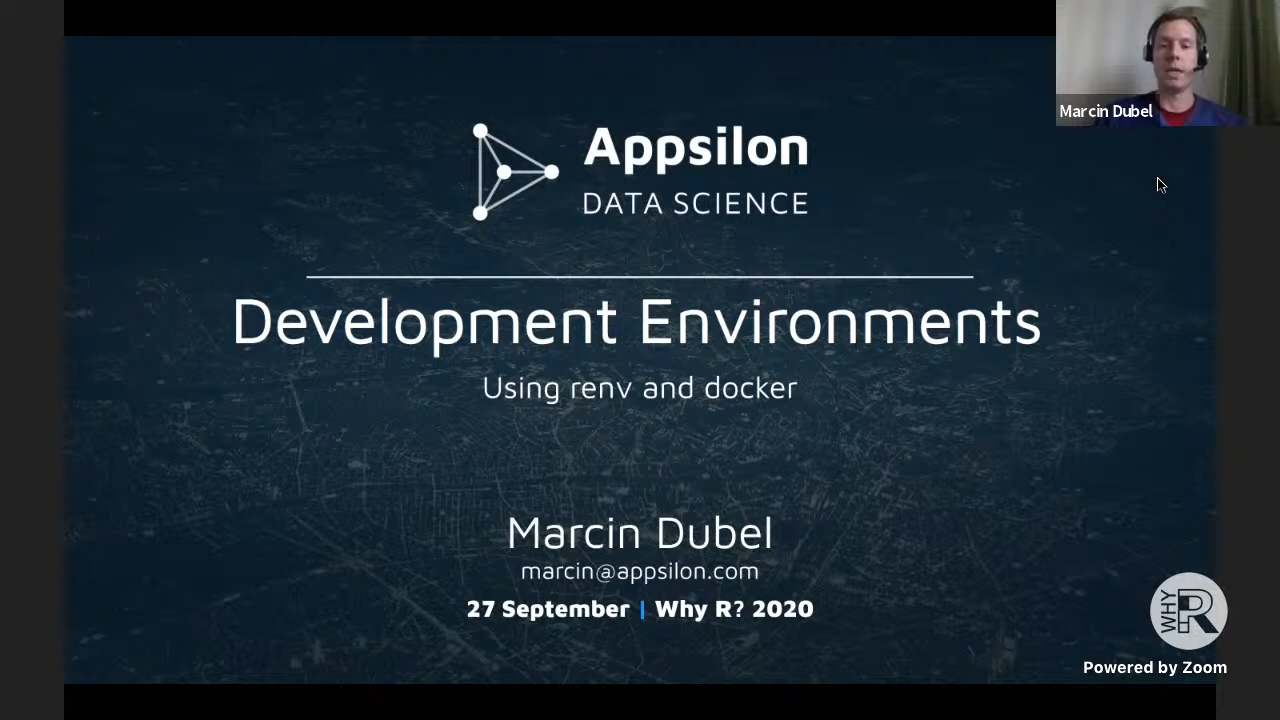 Marcin Dubel
Appsilon
DATA SCIENCE
Development Environments
Using renv and docker
Marcin Dubel
marcin@appsilon.com
27 September | Why R? 2020
WHY R
Powered by Zoom